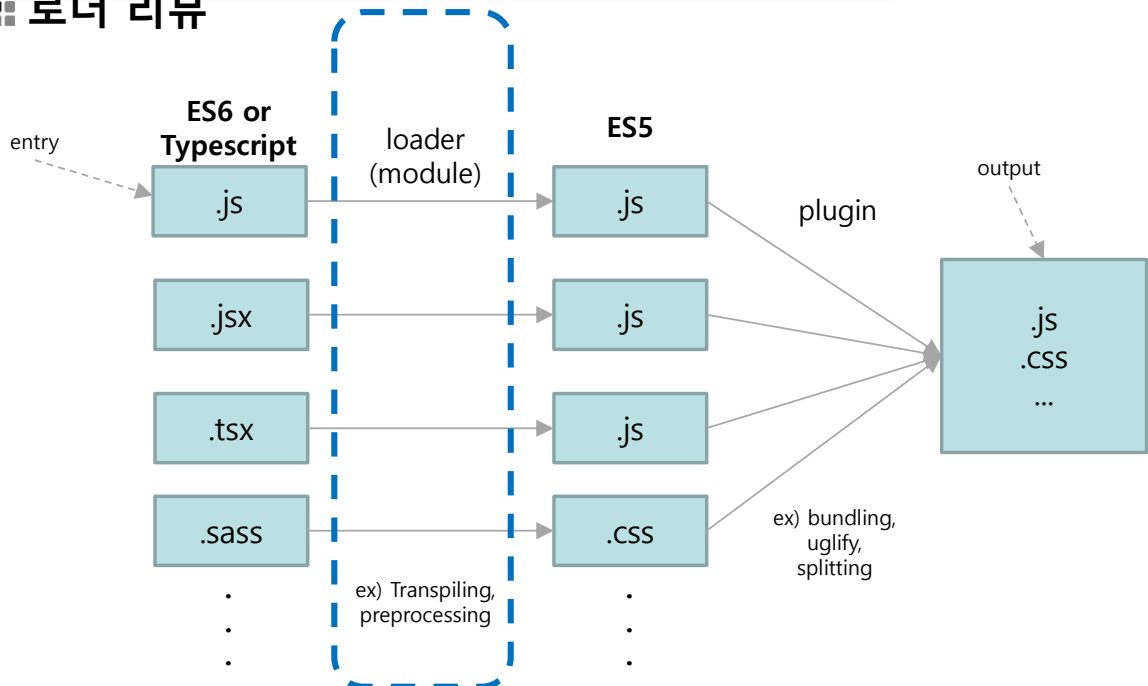 로더 리뷰
entry
ES6 or
Typescript
loader
(module)
ES5
output
.js
.js
plugin
.jsx
.js
.js
.css
...
.tsx
.js
.sass
.css
ex) bundling,
uglify,
splitting
ex) Transpiling,
preprocessing
.
.
.
.
.
.